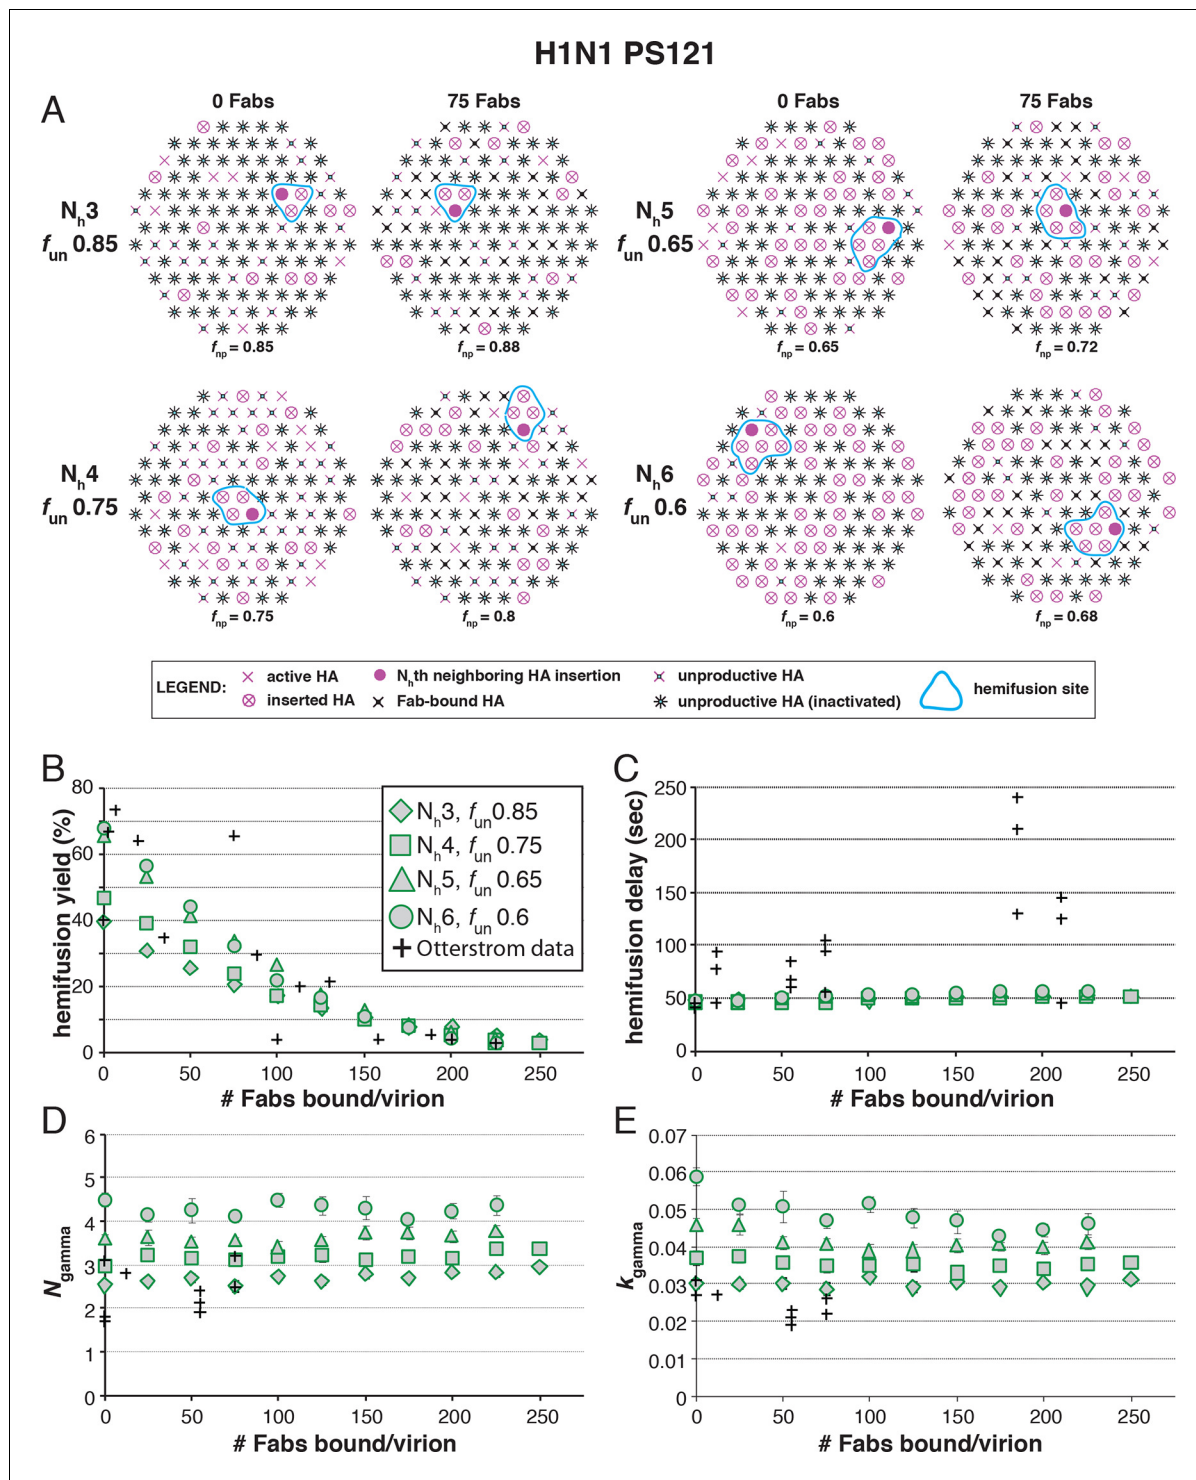 H1N1 PS121
A
0 Fabs
75 Fabs
0 Fabs
75 Fabs
Nh3
fun 0.85
fnp = 0.85
fnp = 0.88
Nh5
fun 0.65
fnp = 0.65
fnp = 0.72
Nh4
fun 0.75
fnp = 0.75
fnp = 0.8
Nh6
fun 0.6
fnp = 0.6
fnp = 0.68
LEGEND:
active HA
Nhth neighboring HA insertion
unproductive HA
inserted HA
Fab-bound HA
unproductive HA (inactivated)
hemifusion site
B
hemifusion yield (%)
80
60
40
20
0
0 50 100 150 200 250
# Fabs bound/virion
Nh3, fun0.85
Nh4, fun 0.75
Nh5, fun 0.65
Nh6, fun 0.6
Otterstrom data
C
hemifusion delay (sec)
250
200
150
100
50
0
0 50 100 150 200 250
# Fabs bound/virion
D
Ngamma
6
5
4
3
2
1
0
0 50 100 150 200 250
# Fabs bound/virion
E
kgamma
0.07
0.06
0.05
0.04
0.03
0.02
0.01
0
0 50 100 150 200 250
# Fabs bound/virion